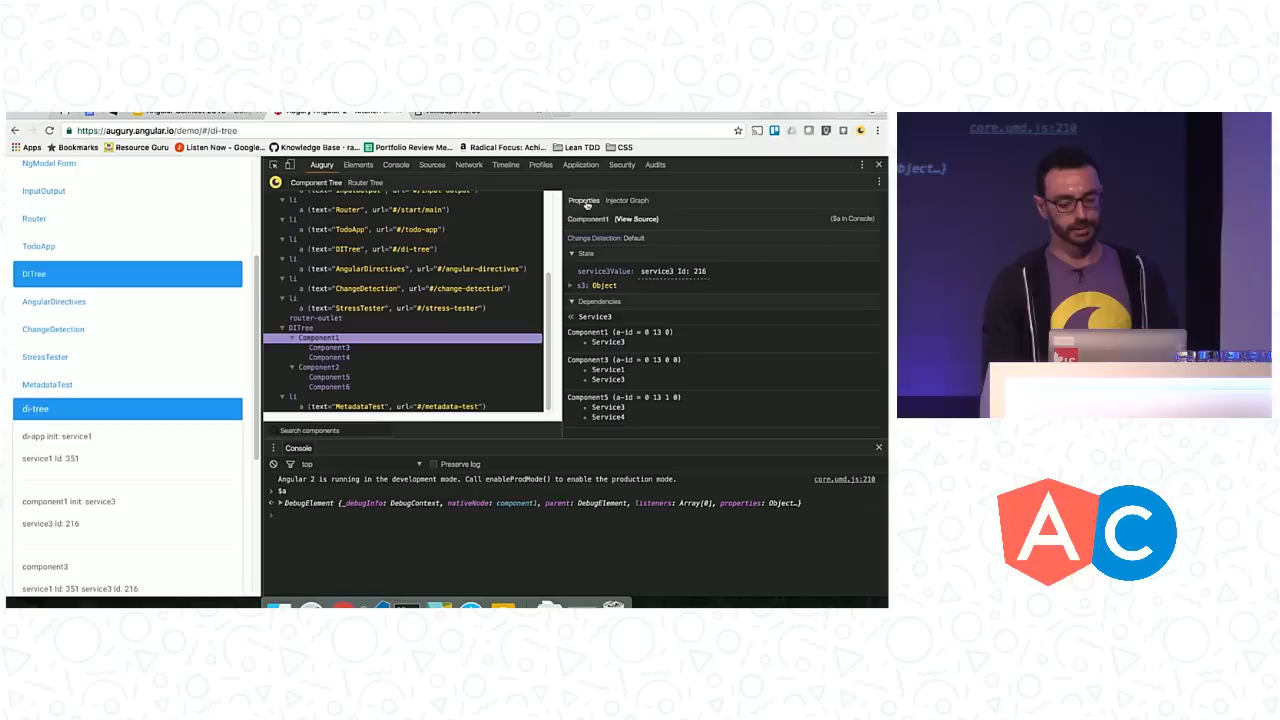 https://augury.angular.io/demo/#/di-tree
Apps Bookmarks Resource Guru Listen Now – Google... Knowledge Base - ra... Portfolio Review Me... Radical Focus: Achi... Lean TDD CSS
NgModel Form
InputOutput
Router
TodoApp
DITree
AngularDirectives
ChangeDetection
StressTester
MetadataTest
di-tree
di-app init: service1
service1 Id: 351
component1 init: service3
service3 Id: 216
component3
service1 Id: 351 service3 Id: 216
Augury Elements Console Sources Network Timeline Profiles Application Security Audits
Component Tree Router Tree
a (text="InputOutput", url="#/input-output")
li
a (text="Router", url="#/start/main")
li
a (text="TodoApp", url="#/todo-app")
li
a (text="DITree", url="#/di-tree")
li
a (text="AngularDirectives", url="#/angular-directives")
li
a (text="ChangeDetection", url="#/change-detection")
li
a (text="StressTester", url="#/stress-tester")
router-outlet
DITree
Component1
Component3
Component4
Component2
Component5
Component6
li
a (text="MetadataTest", url="#/metadata-test")
Search components
Properties Injector Graph
Component1 (View Source) ($a in Console)
Change Detection: Default
State
service3Value: service3 Id: 216
s3: Object
Dependencies
Service3
Component1 (a-id = 0 13 0)
Service3
Component3 (a-id = 0 13 0 0)
Service1
Service3
Component5 (a-id = 0 13 1 0)
Service3
Service4
Console
top Preserve log
Angular 2 is running in the development mode. Call enableProdMode() to enable the production mode. core.umd.js:210
$a
DebugElement {_debugInfo: DebugContext, nativeNode: component1, parent: DebugElement, listeners: Array[0], properties: Object…}
core.umd.js:210
bject…}
A C